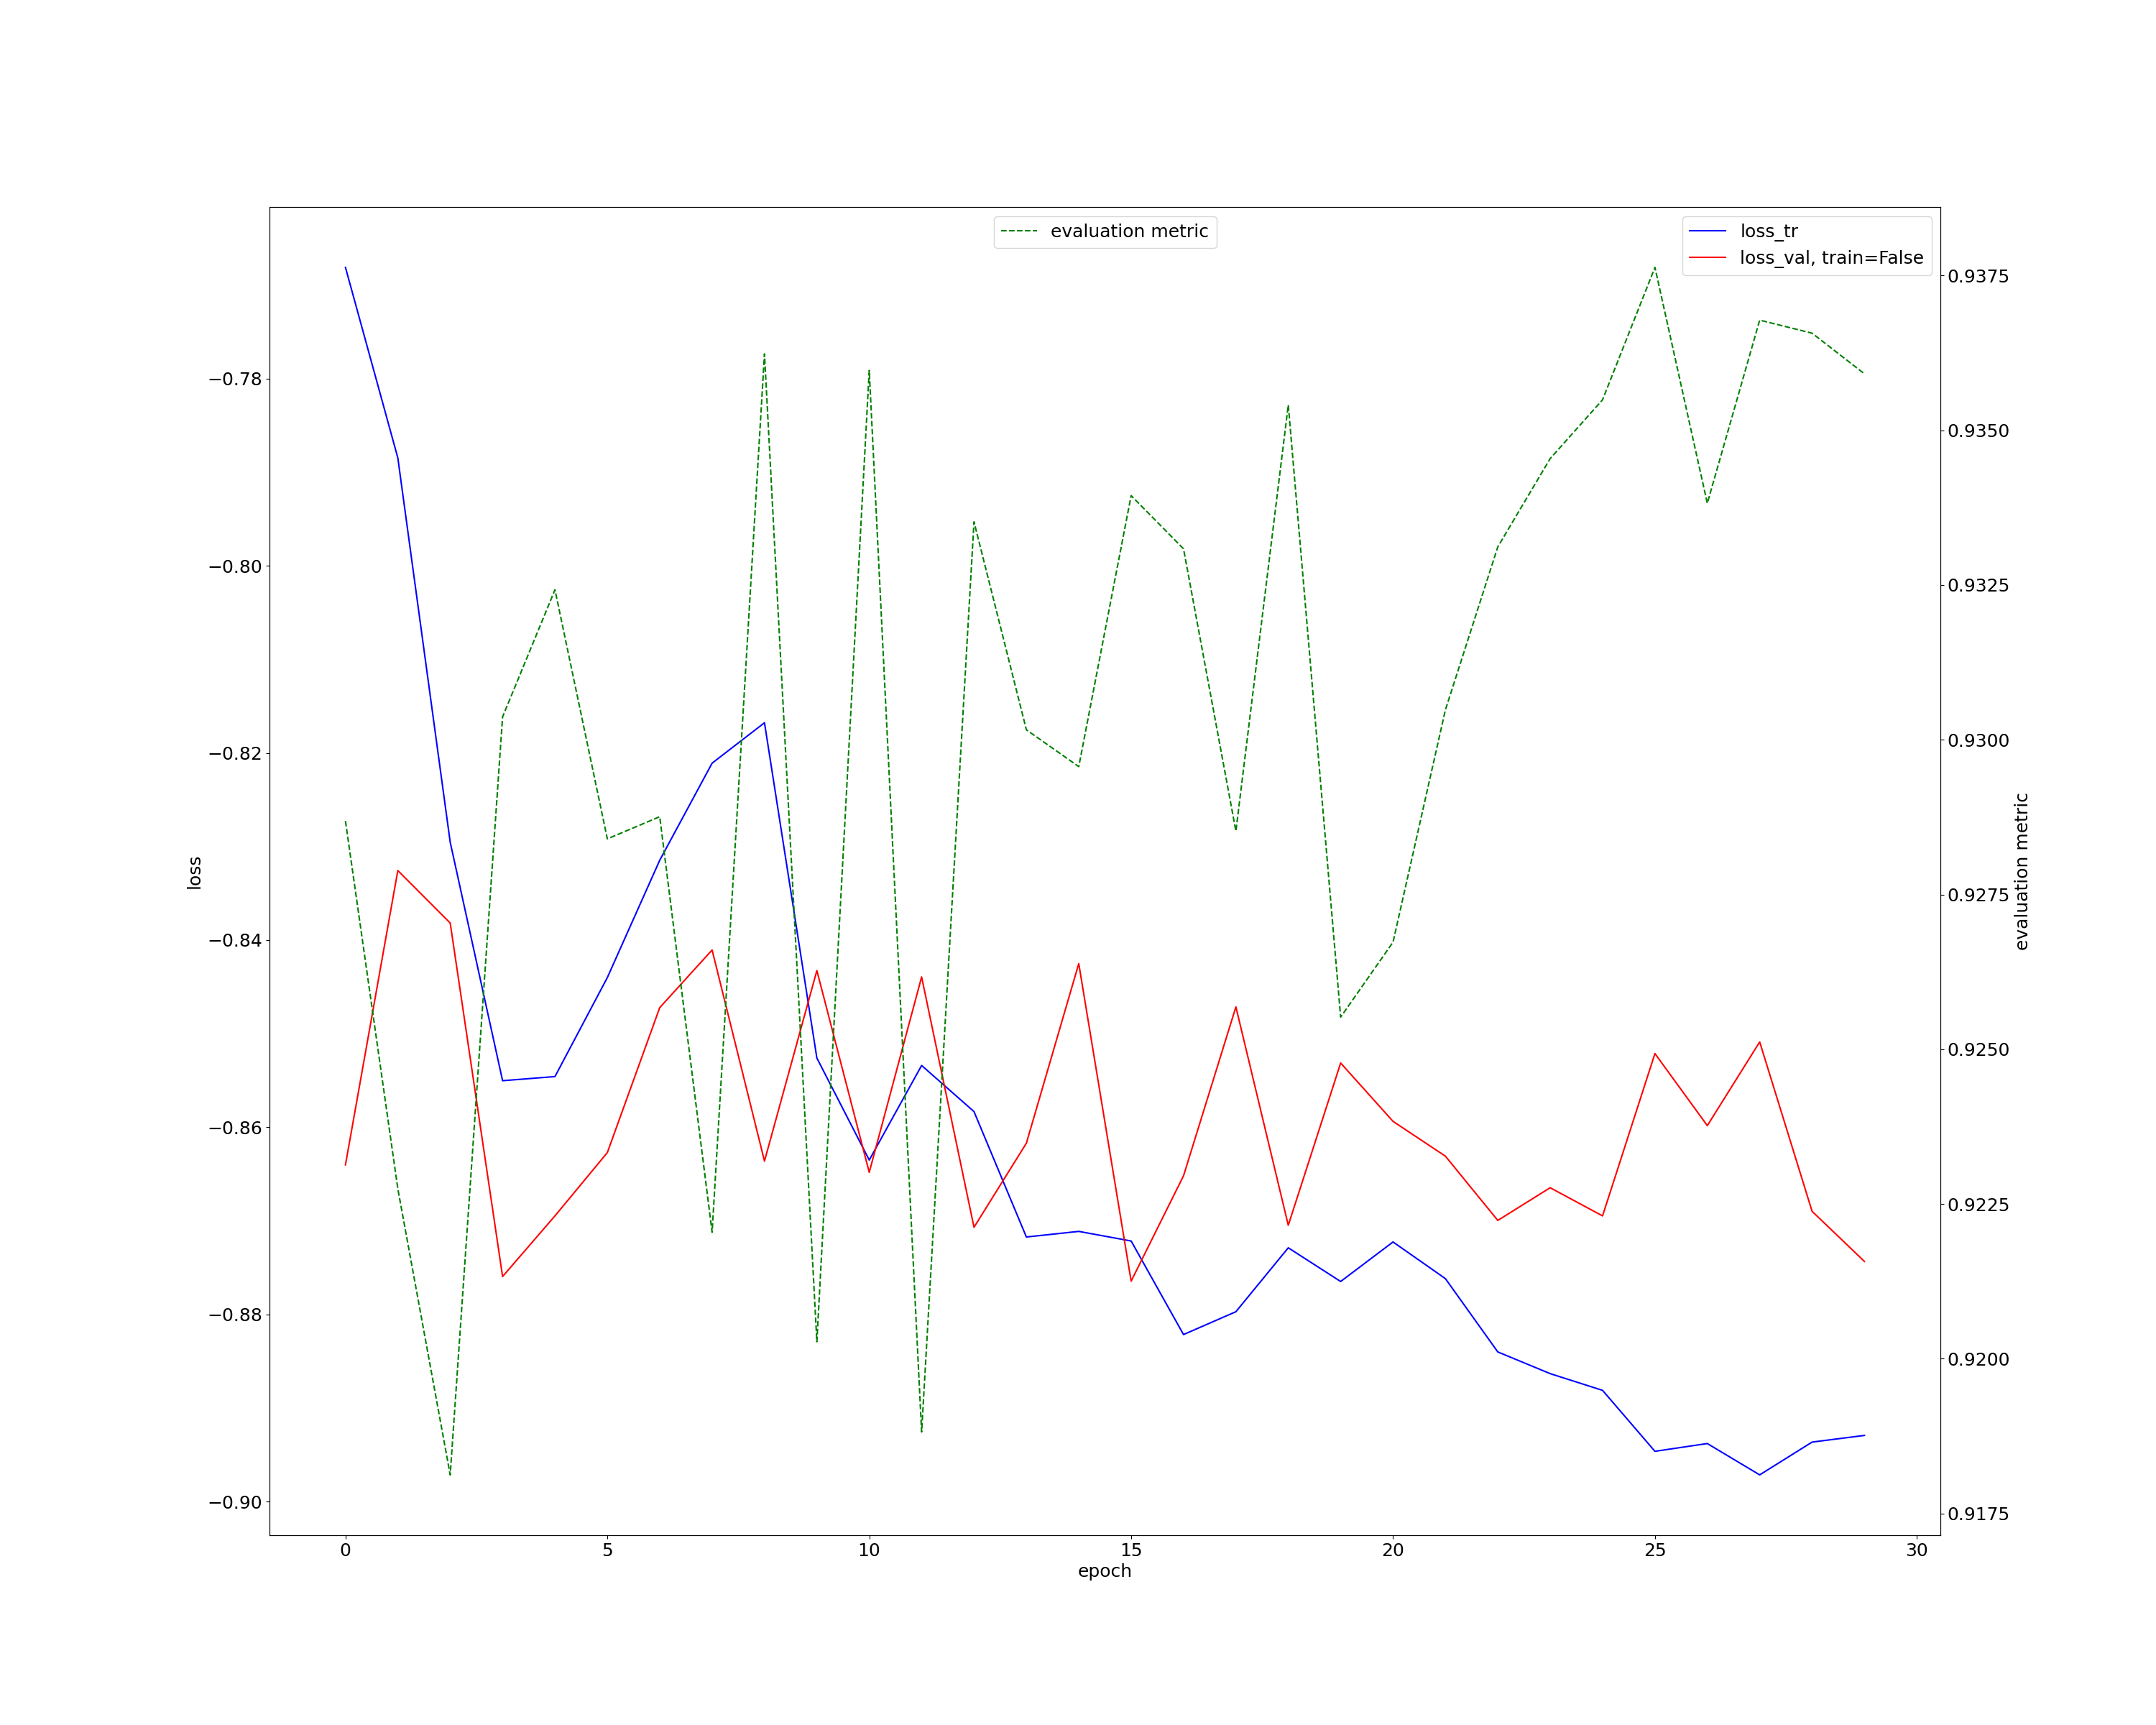 evaluation metric
loss_tr
loss_val, train=False
−0.78
−0.80
−0.82
−0.84
−0.86
−0.88
−0.90
loss
0.9375
0.9350
0.9325
0.9300
0.9275
0.9250
0.9225
0.9200
0.9175
evaluation metric
0 5 10 15 20 25 30
epoch